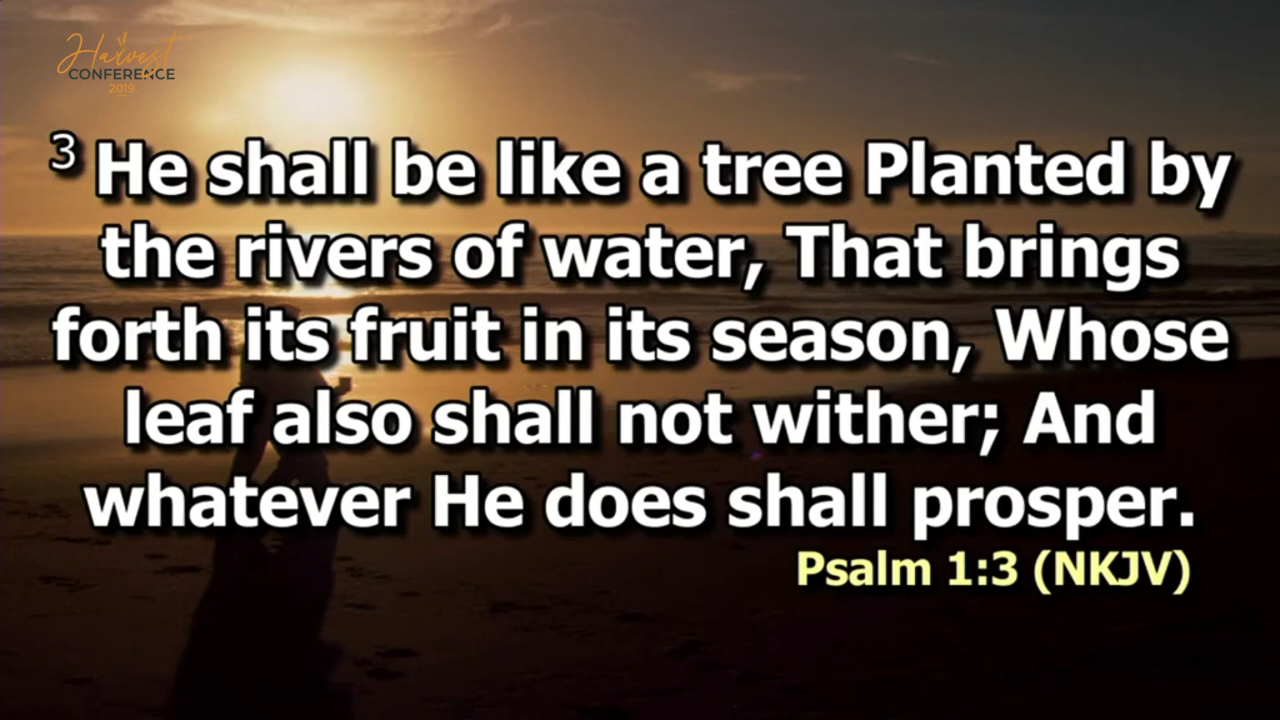 Harvest
CONFERENCE
2019
3 He shall be like a tree Planted by
the rivers of water, That brings
forth its fruit in its season, Whose
leaf also shall not wither; And
whatever He does shall prosper.
Psalm 1:3 (NKJV)